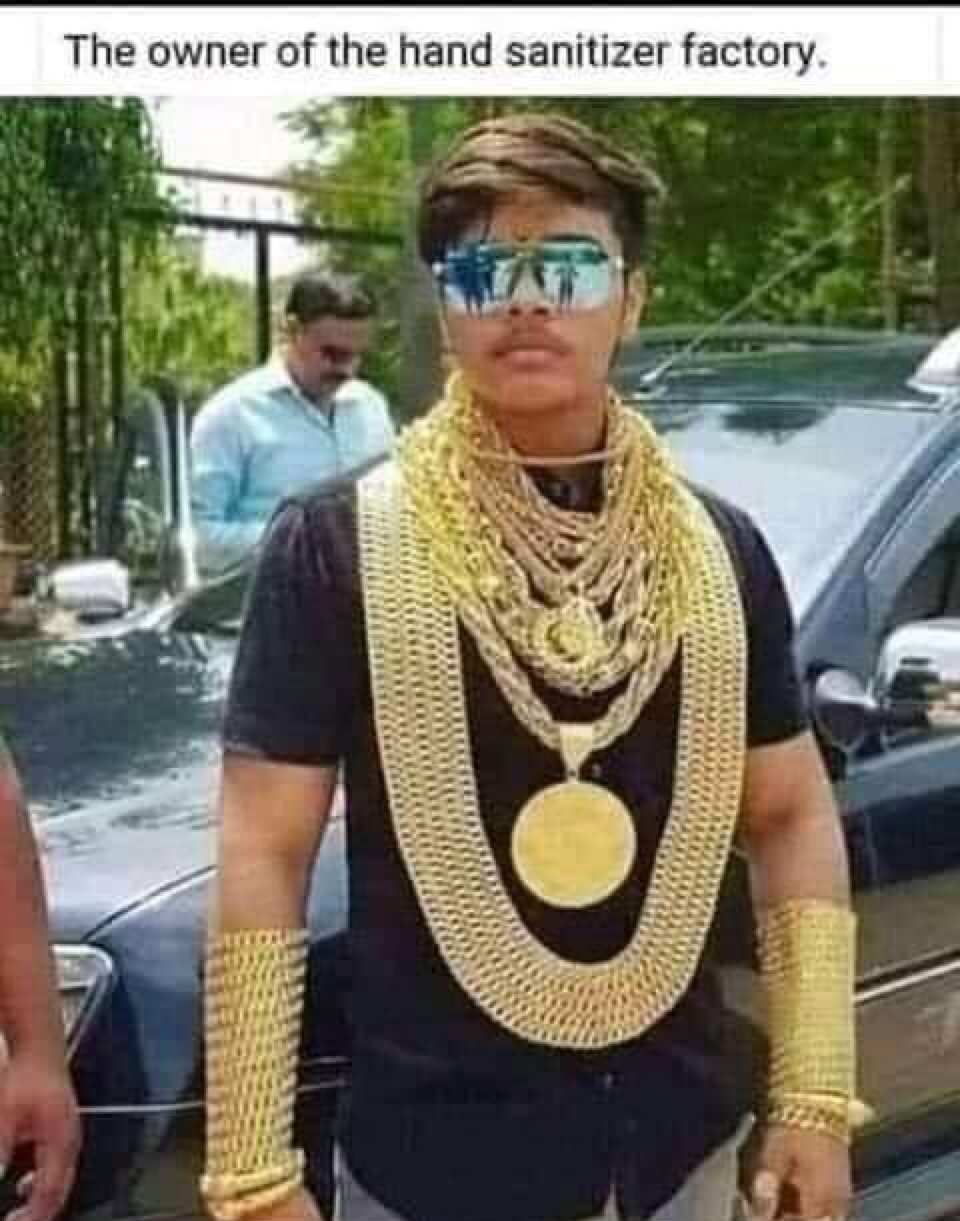 The owner of the hand sanitizer factory.